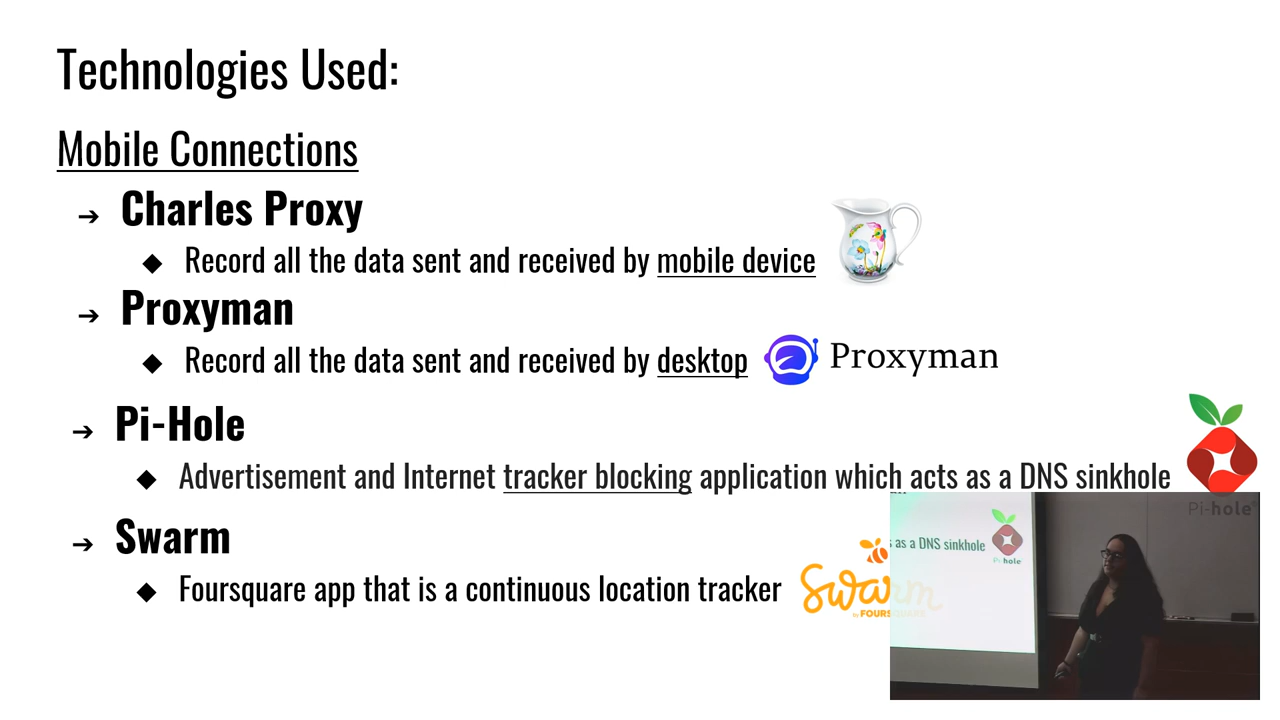 Technologies Used:
Mobile Connections
➔ Charles Proxy
◆ Record all the data sent and received by mobile device
➔ Proxyman
◆ Record all the data sent and received by desktop
Proxyman
➔ Pi-Hole
◆ Advertisement and Internet tracker blocking application which acts as a DNS sinkhole
Pi-hole®
➔ Swarm
◆ Foursquare app that is a continuous location tracker
Swarm
by FOURSQUARE
s as a DNS sinkhole
Pi-hole